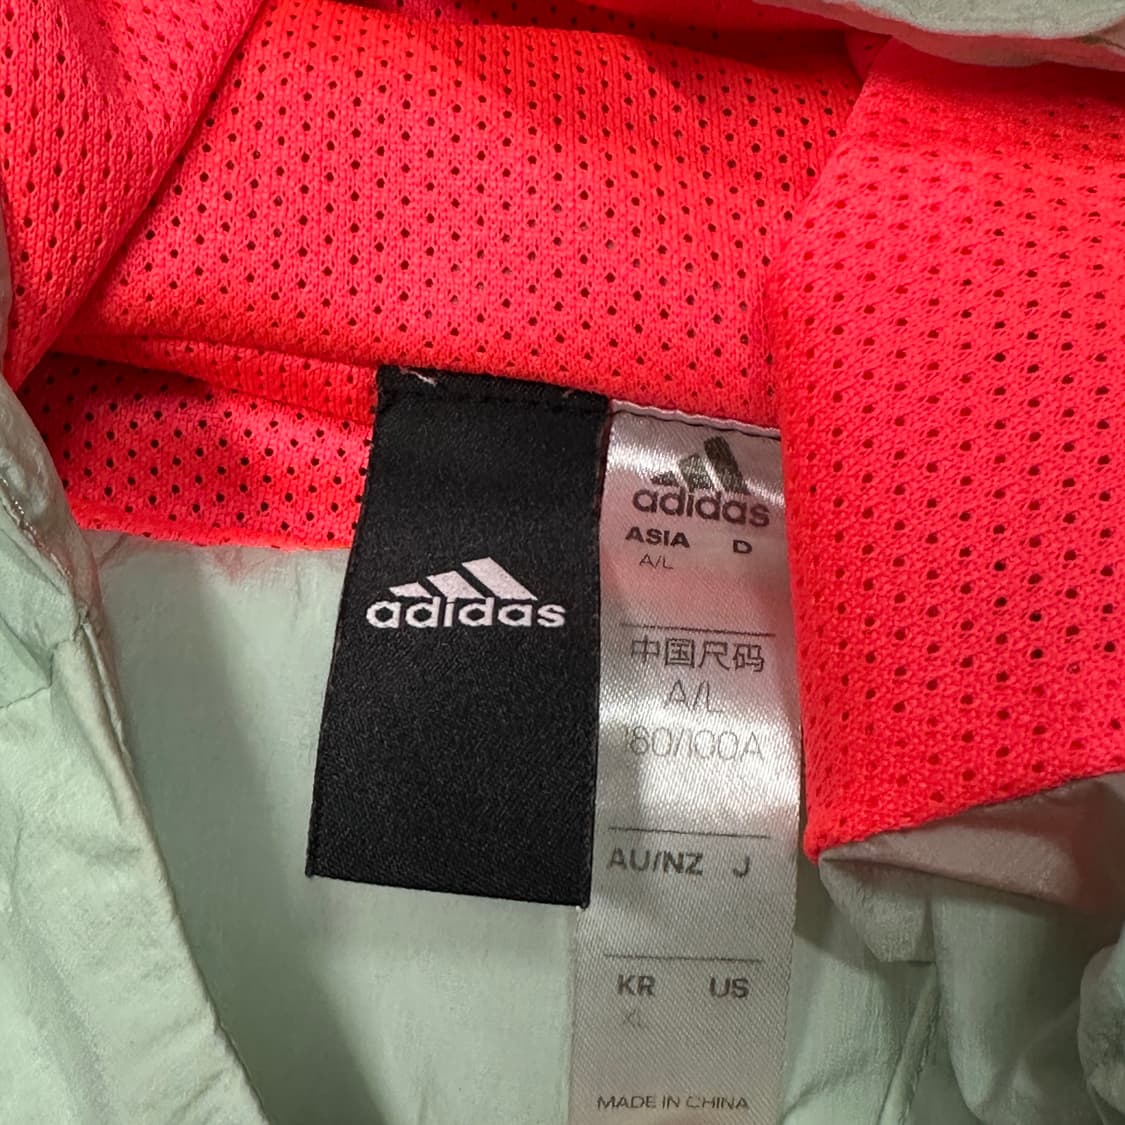 adidas
adidas
ASIA D
A/L
中国尺码
A/L
180/100A
AU/NZ J
KR US
XL
MADE IN CHINA